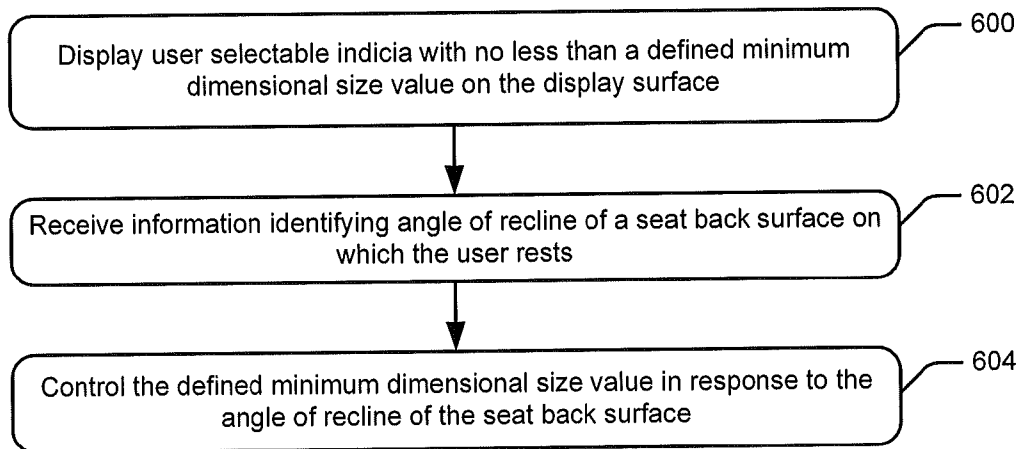 600
Display user selectable indicia with no less than a defined minimum
dimensional size value on the display surface
602
Receive information identifying angle of recline of a seat back surface on
which the user rests
604
Control the defined minimum dimensional size value in response to the
angle of recline of the seat back surface